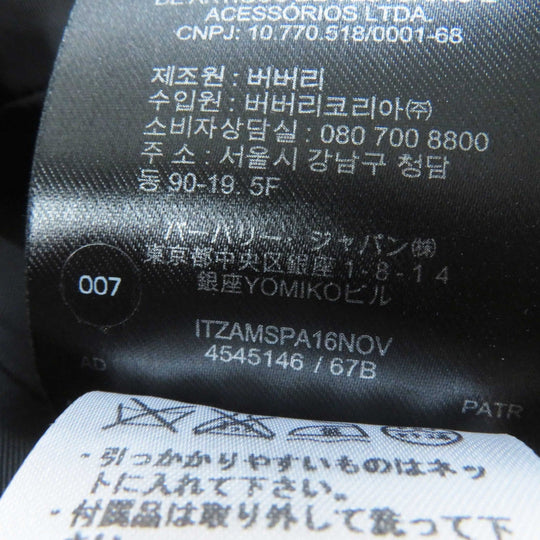 ACESSÓRIOS LTDA.
CNPJ: 10.770.518/0001-68
제조원 : 버버리
수입원 : 버버리코리아㈜
소비자상담실 : 080 700 8800
주 소 : 서울시 강남구 청담
동 90-19. 5F
バーバリー・ジャパン㈱
東京都中央区銀座 1 - 8 - 1 4
銀座YOMIKOビル
007
ITZAMSPA16NOV
4545146 / 67B
AD
PATR
・引っかかりやすいものはネッ
トに入れて下さい。
・付属品は取り外して洗う